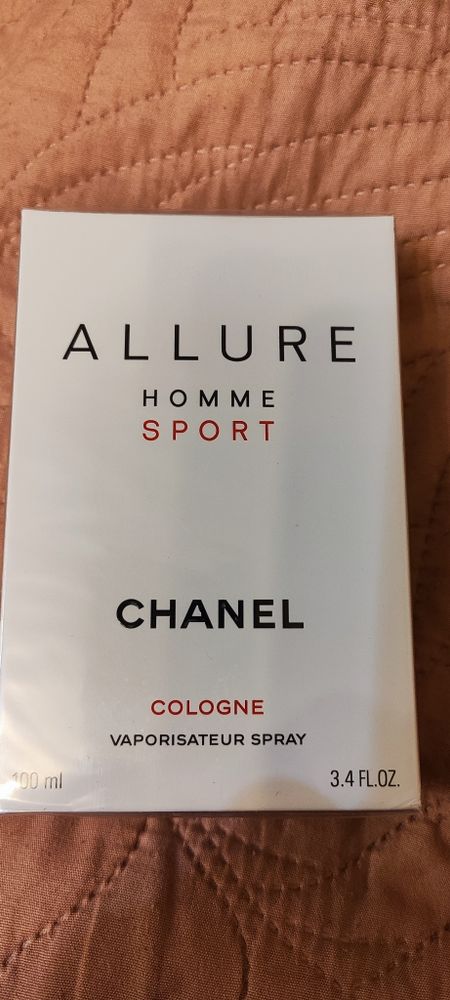 ALLURE
HOMME
SPORT
CHANEL
COLOGNE
VAPORISATEUR SPRAY
100 ml 3.4 FL.OZ.